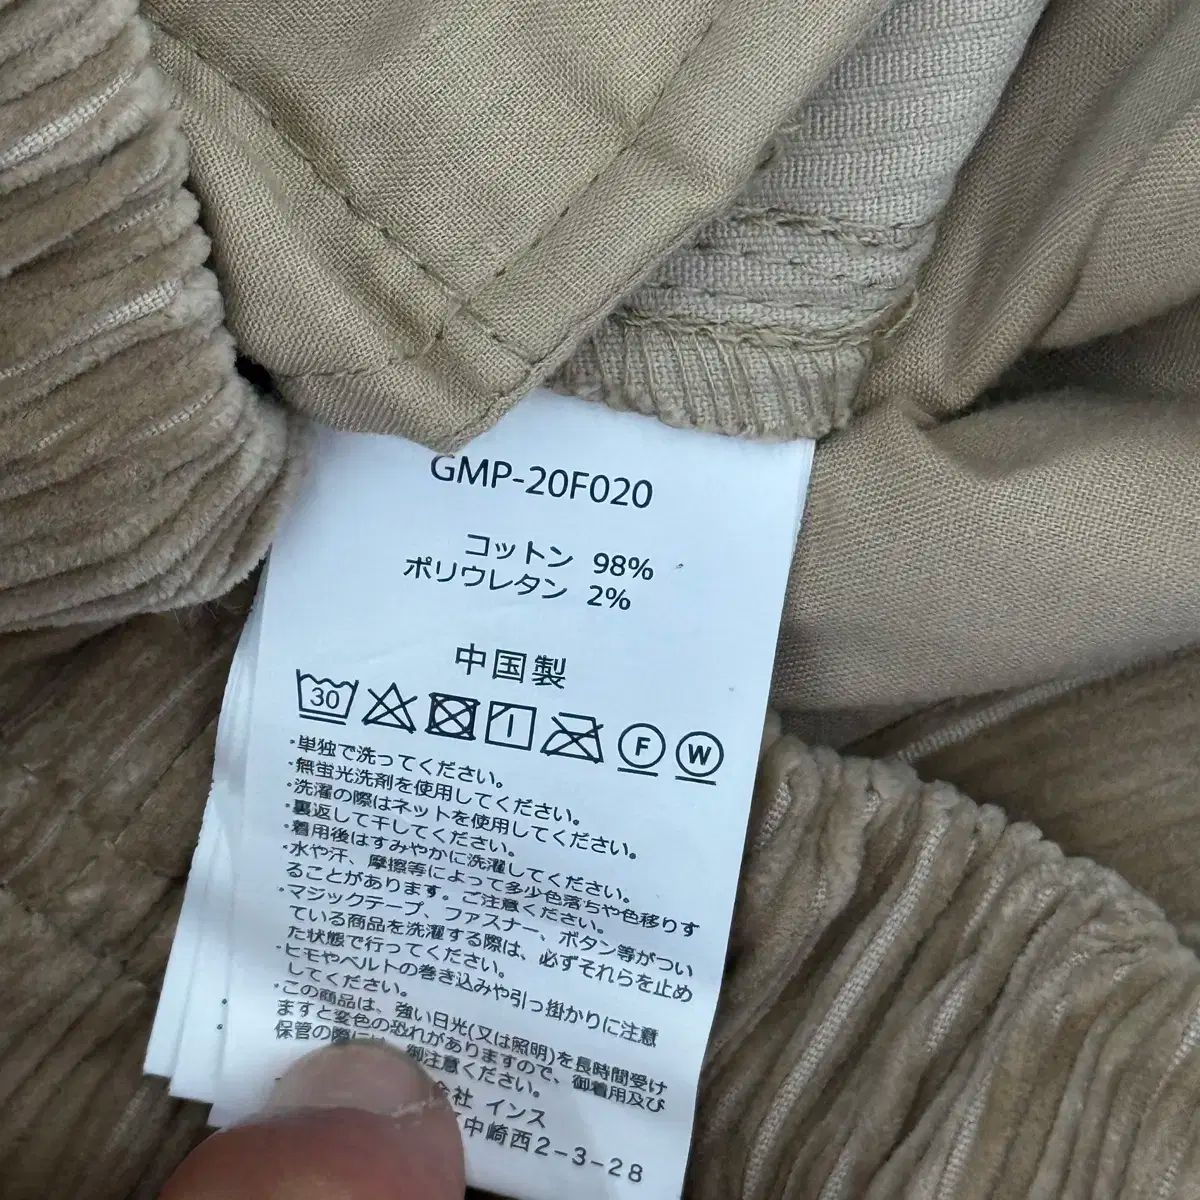 GMP-20F020
コットン 98%
ポリウレタン 2%
中国製
30 F W
・単独で洗ってください。
・無蛍光洗剤を使用してください。
・洗濯の際はネットを使用してください。
・裏返して干してください。
・着用後はすみやかに洗濯してください。
・水や汗、摩擦等によって多少色落ちや色移りす
ることがあります。ご注意ください。
・マジックテープ、ファスナー、ボタン等がつい
ている商品を洗濯する際は、必ずそれらを止め
た状態で行ってください。
・ヒモやベルトの巻き込みや引っ掛かりに注意
してください。
・この商品は、強い日光(又は照明)を長時間受け
ますと変色の恐れがありますので、御着用及び
保管の際には、御注意ください。
会社 インス
中崎西2-3-28